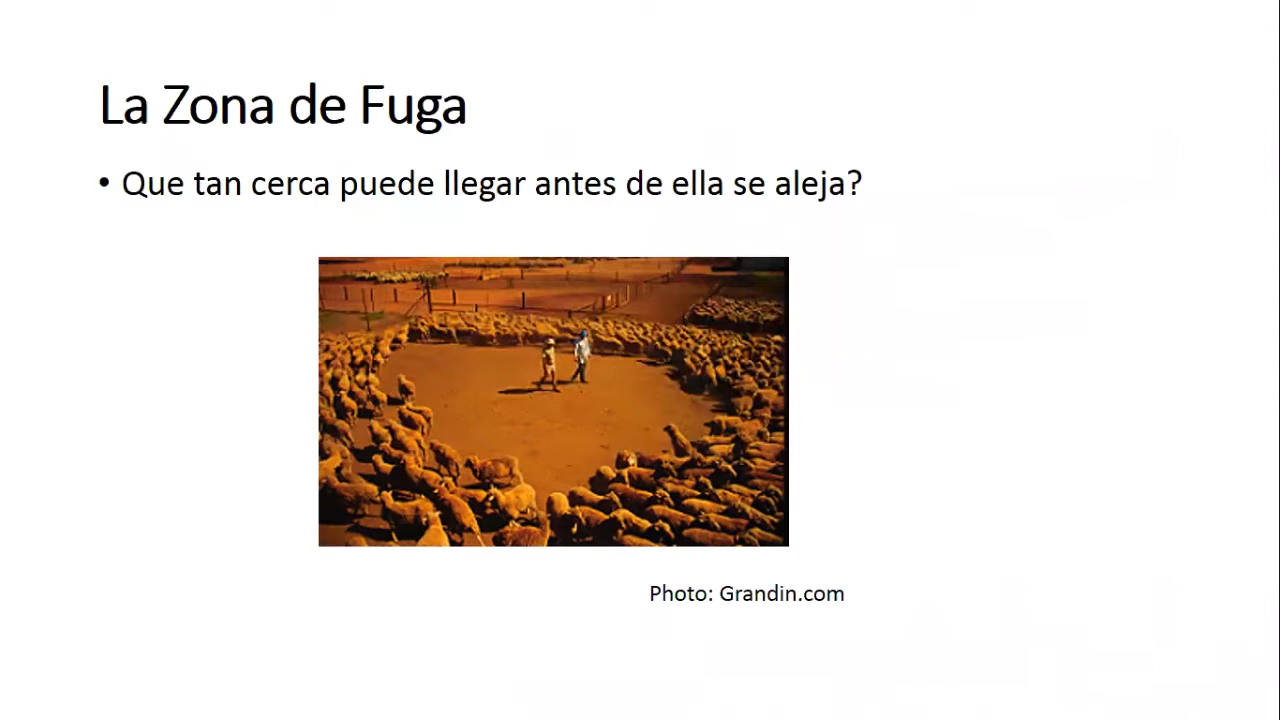 La Zona de Fuga
• Que tan cerca puede llegar antes de ella se aleja?
Photo: Grandin.com